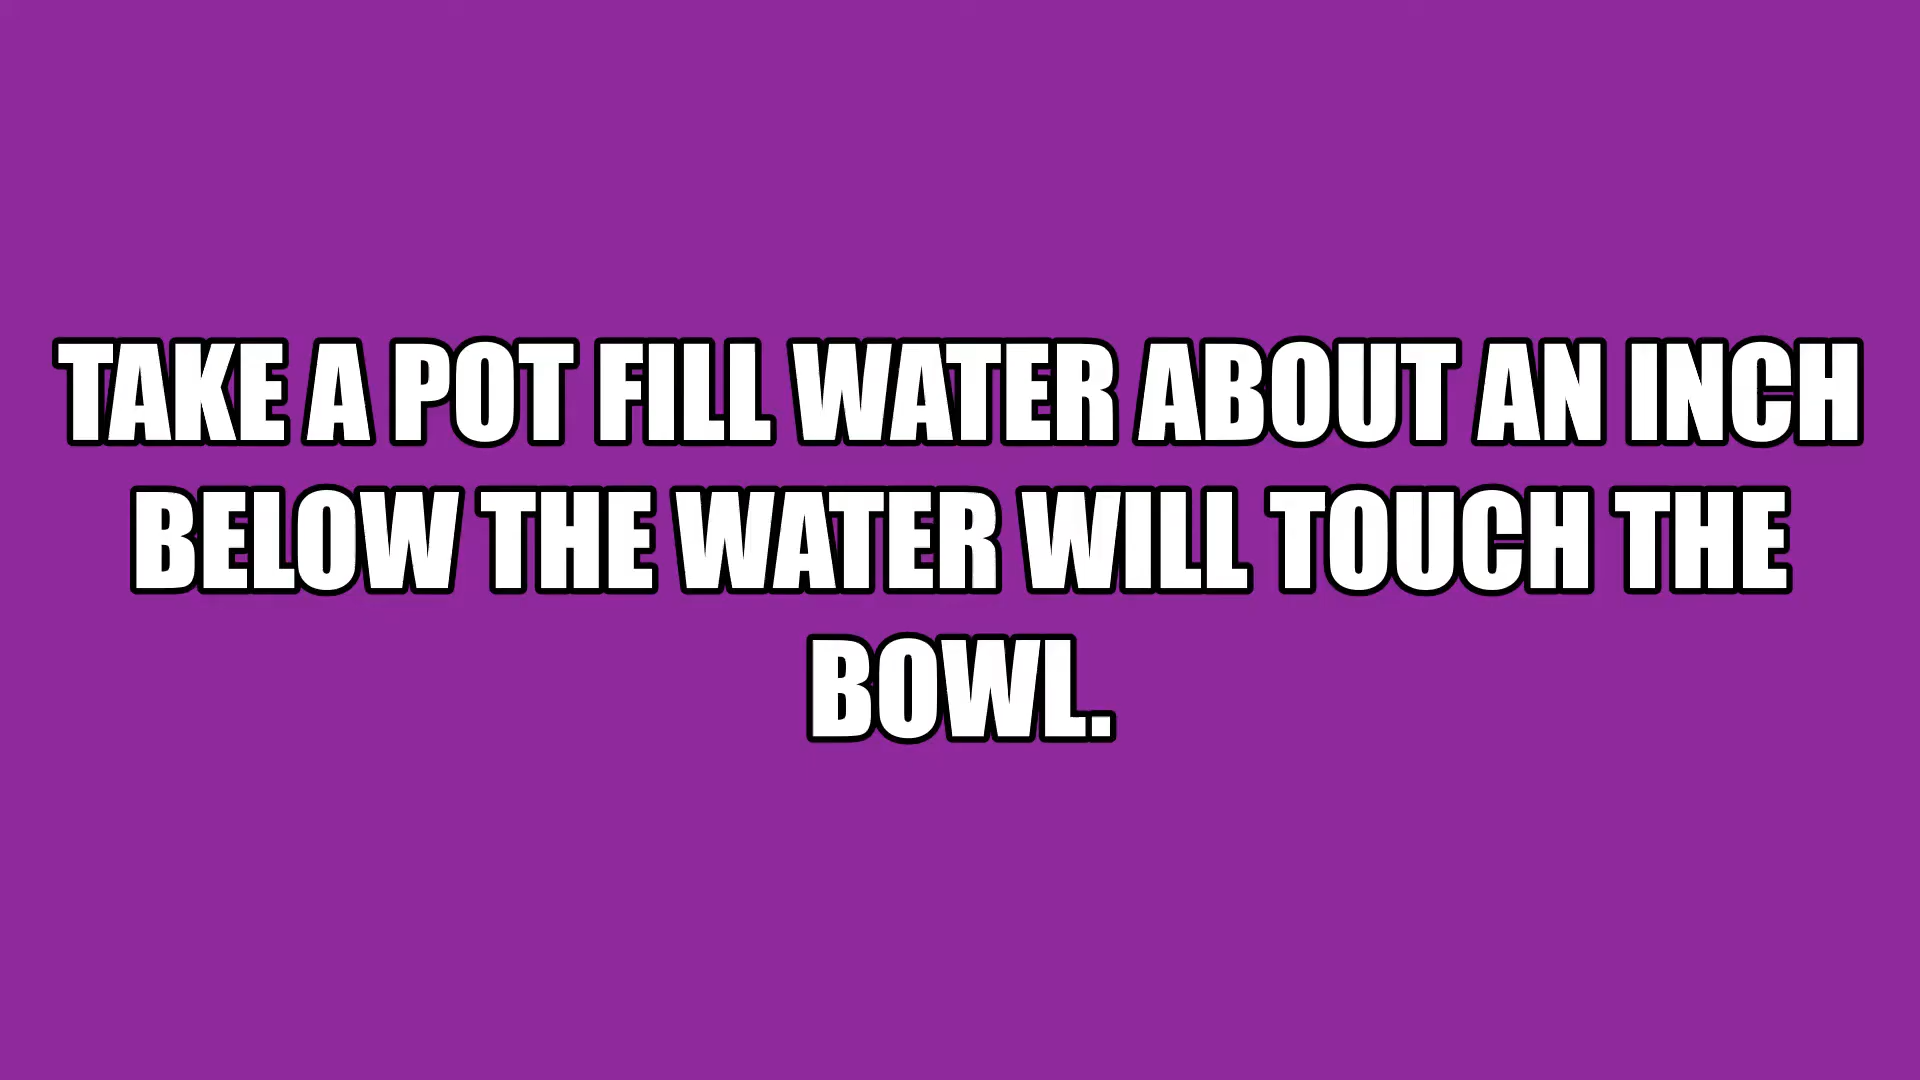 TAKE A POT FILL WATER ABOUT AN INCH
BELOW THE WATER WILL TOUCH THE
BOWL.